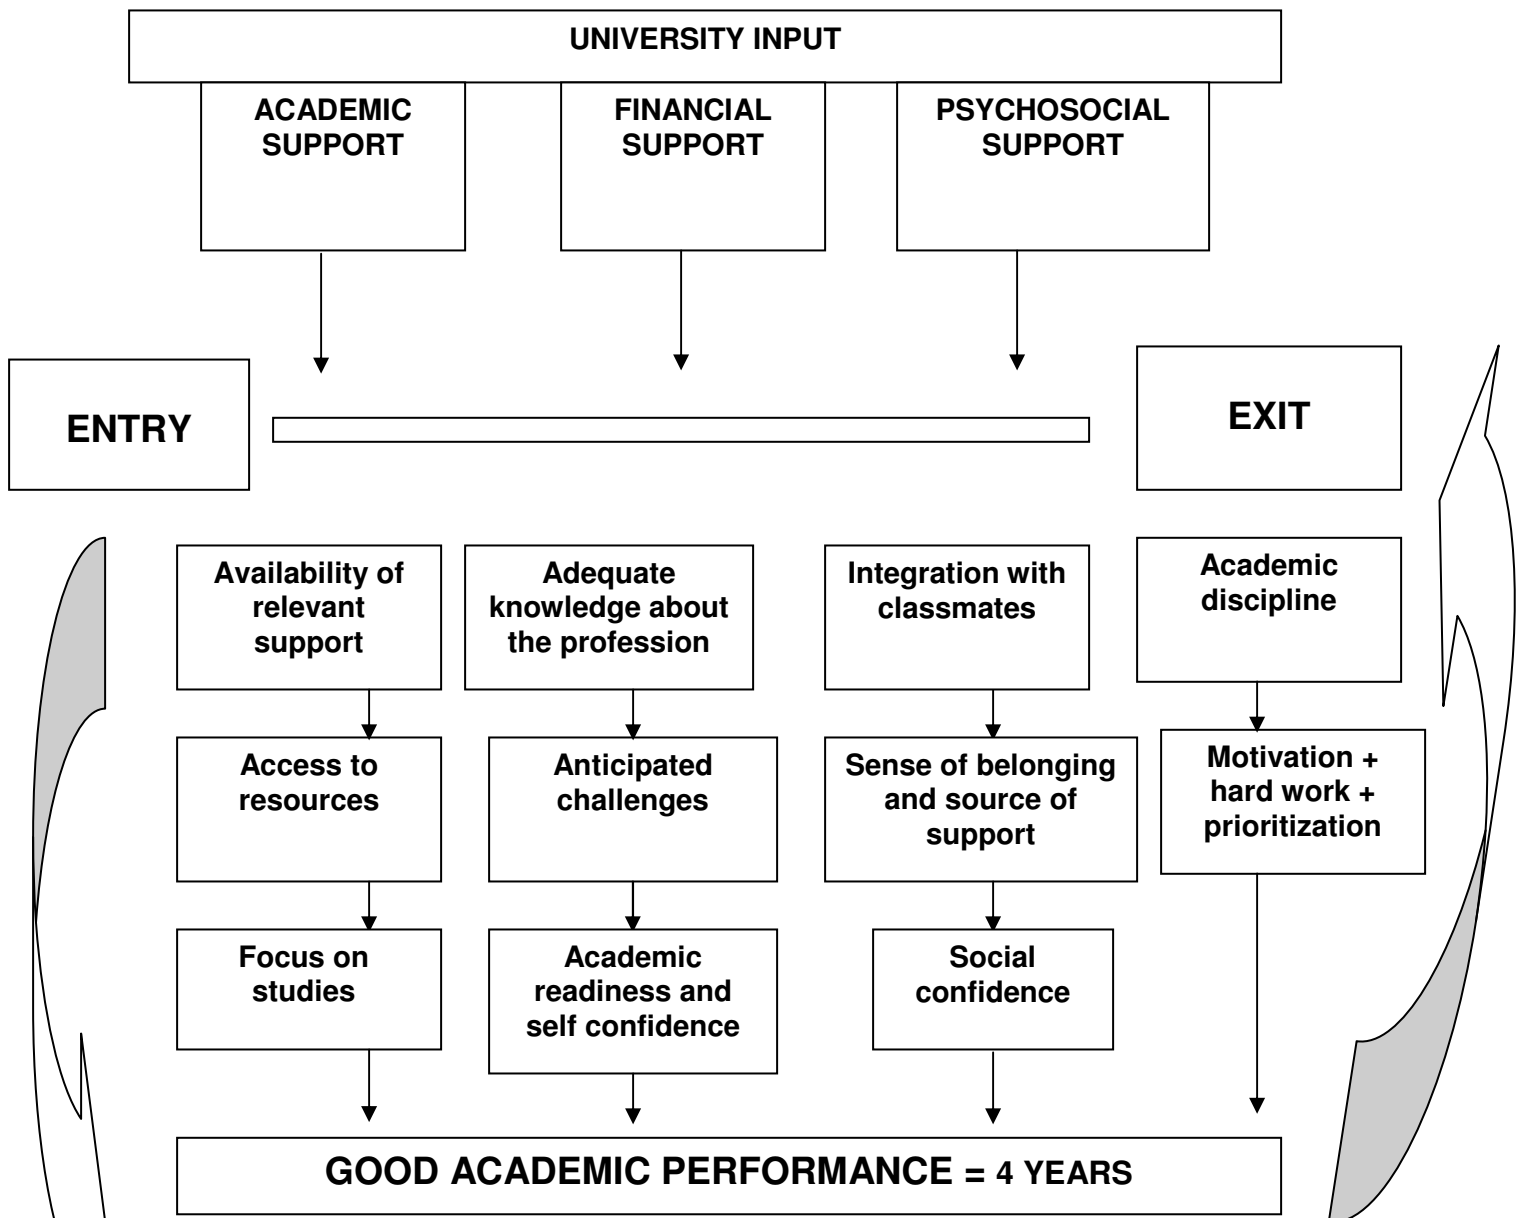 UNIVERSITY INPUT
ACADEMIC
SUPPORT
FINANCIAL
SUPPORT
PSYCHOSOCIAL
SUPPORT
ENTRY
EXIT
Availability of
relevant
support
Adequate
knowledge about
the profession
Integration with
classmates
Academic
discipline
Access to
resources
Anticipated
challenges
Sense of belonging
and source of
support
Motivation +
hard work +
prioritization
Focus on
studies
Academic
readiness and
self confidence
Social
confidence
GOOD ACADEMIC PERFORMANCE = 4 YEARS